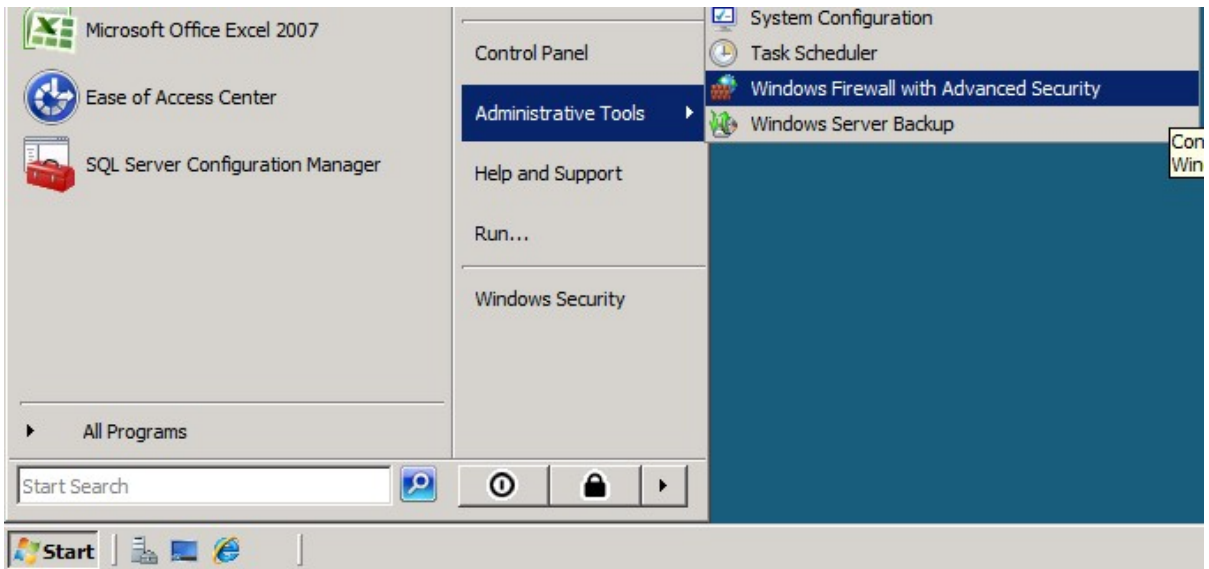 Microsoft Office Excel 2007
Ease of Access Center
SQL Server Configuration Manager
All Programs
Start Search
Control Panel
Administrative Tools
Help and Support
Run...
Windows Security
System Configuration
Task Scheduler
Windows Firewall with Advanced Security
Windows Server Backup
Con
Win
Start